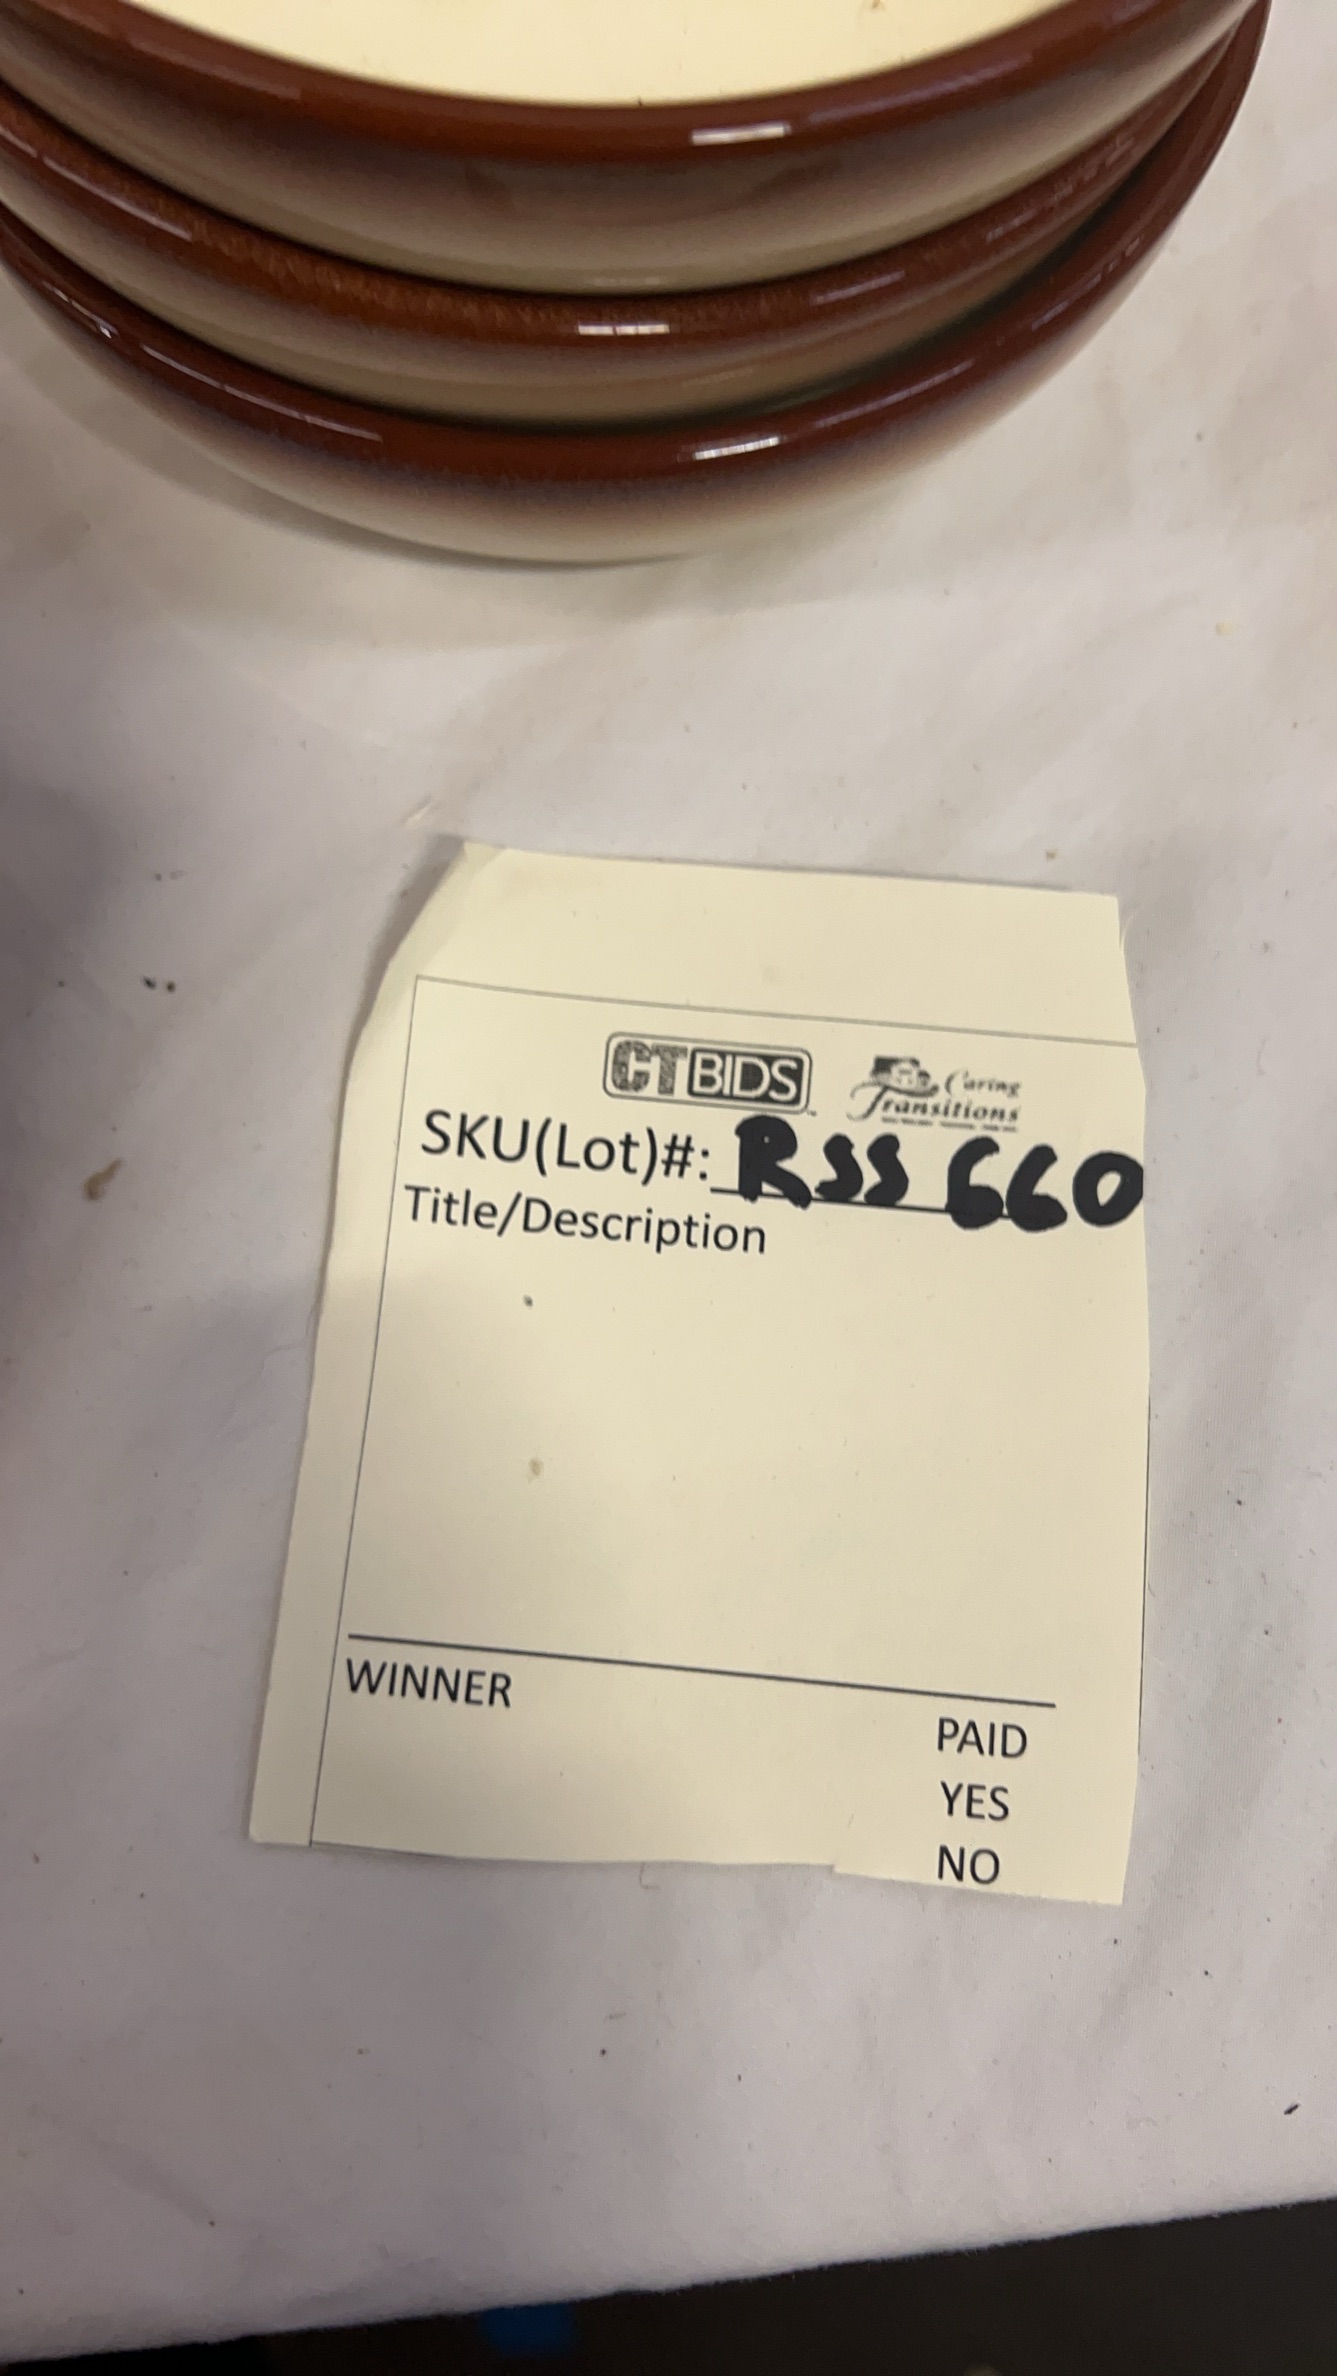 CTBIDS Caring Transitions
SKU(Lot)#: RSS 660
Title/Description
WINNER
PAID
YES
NO